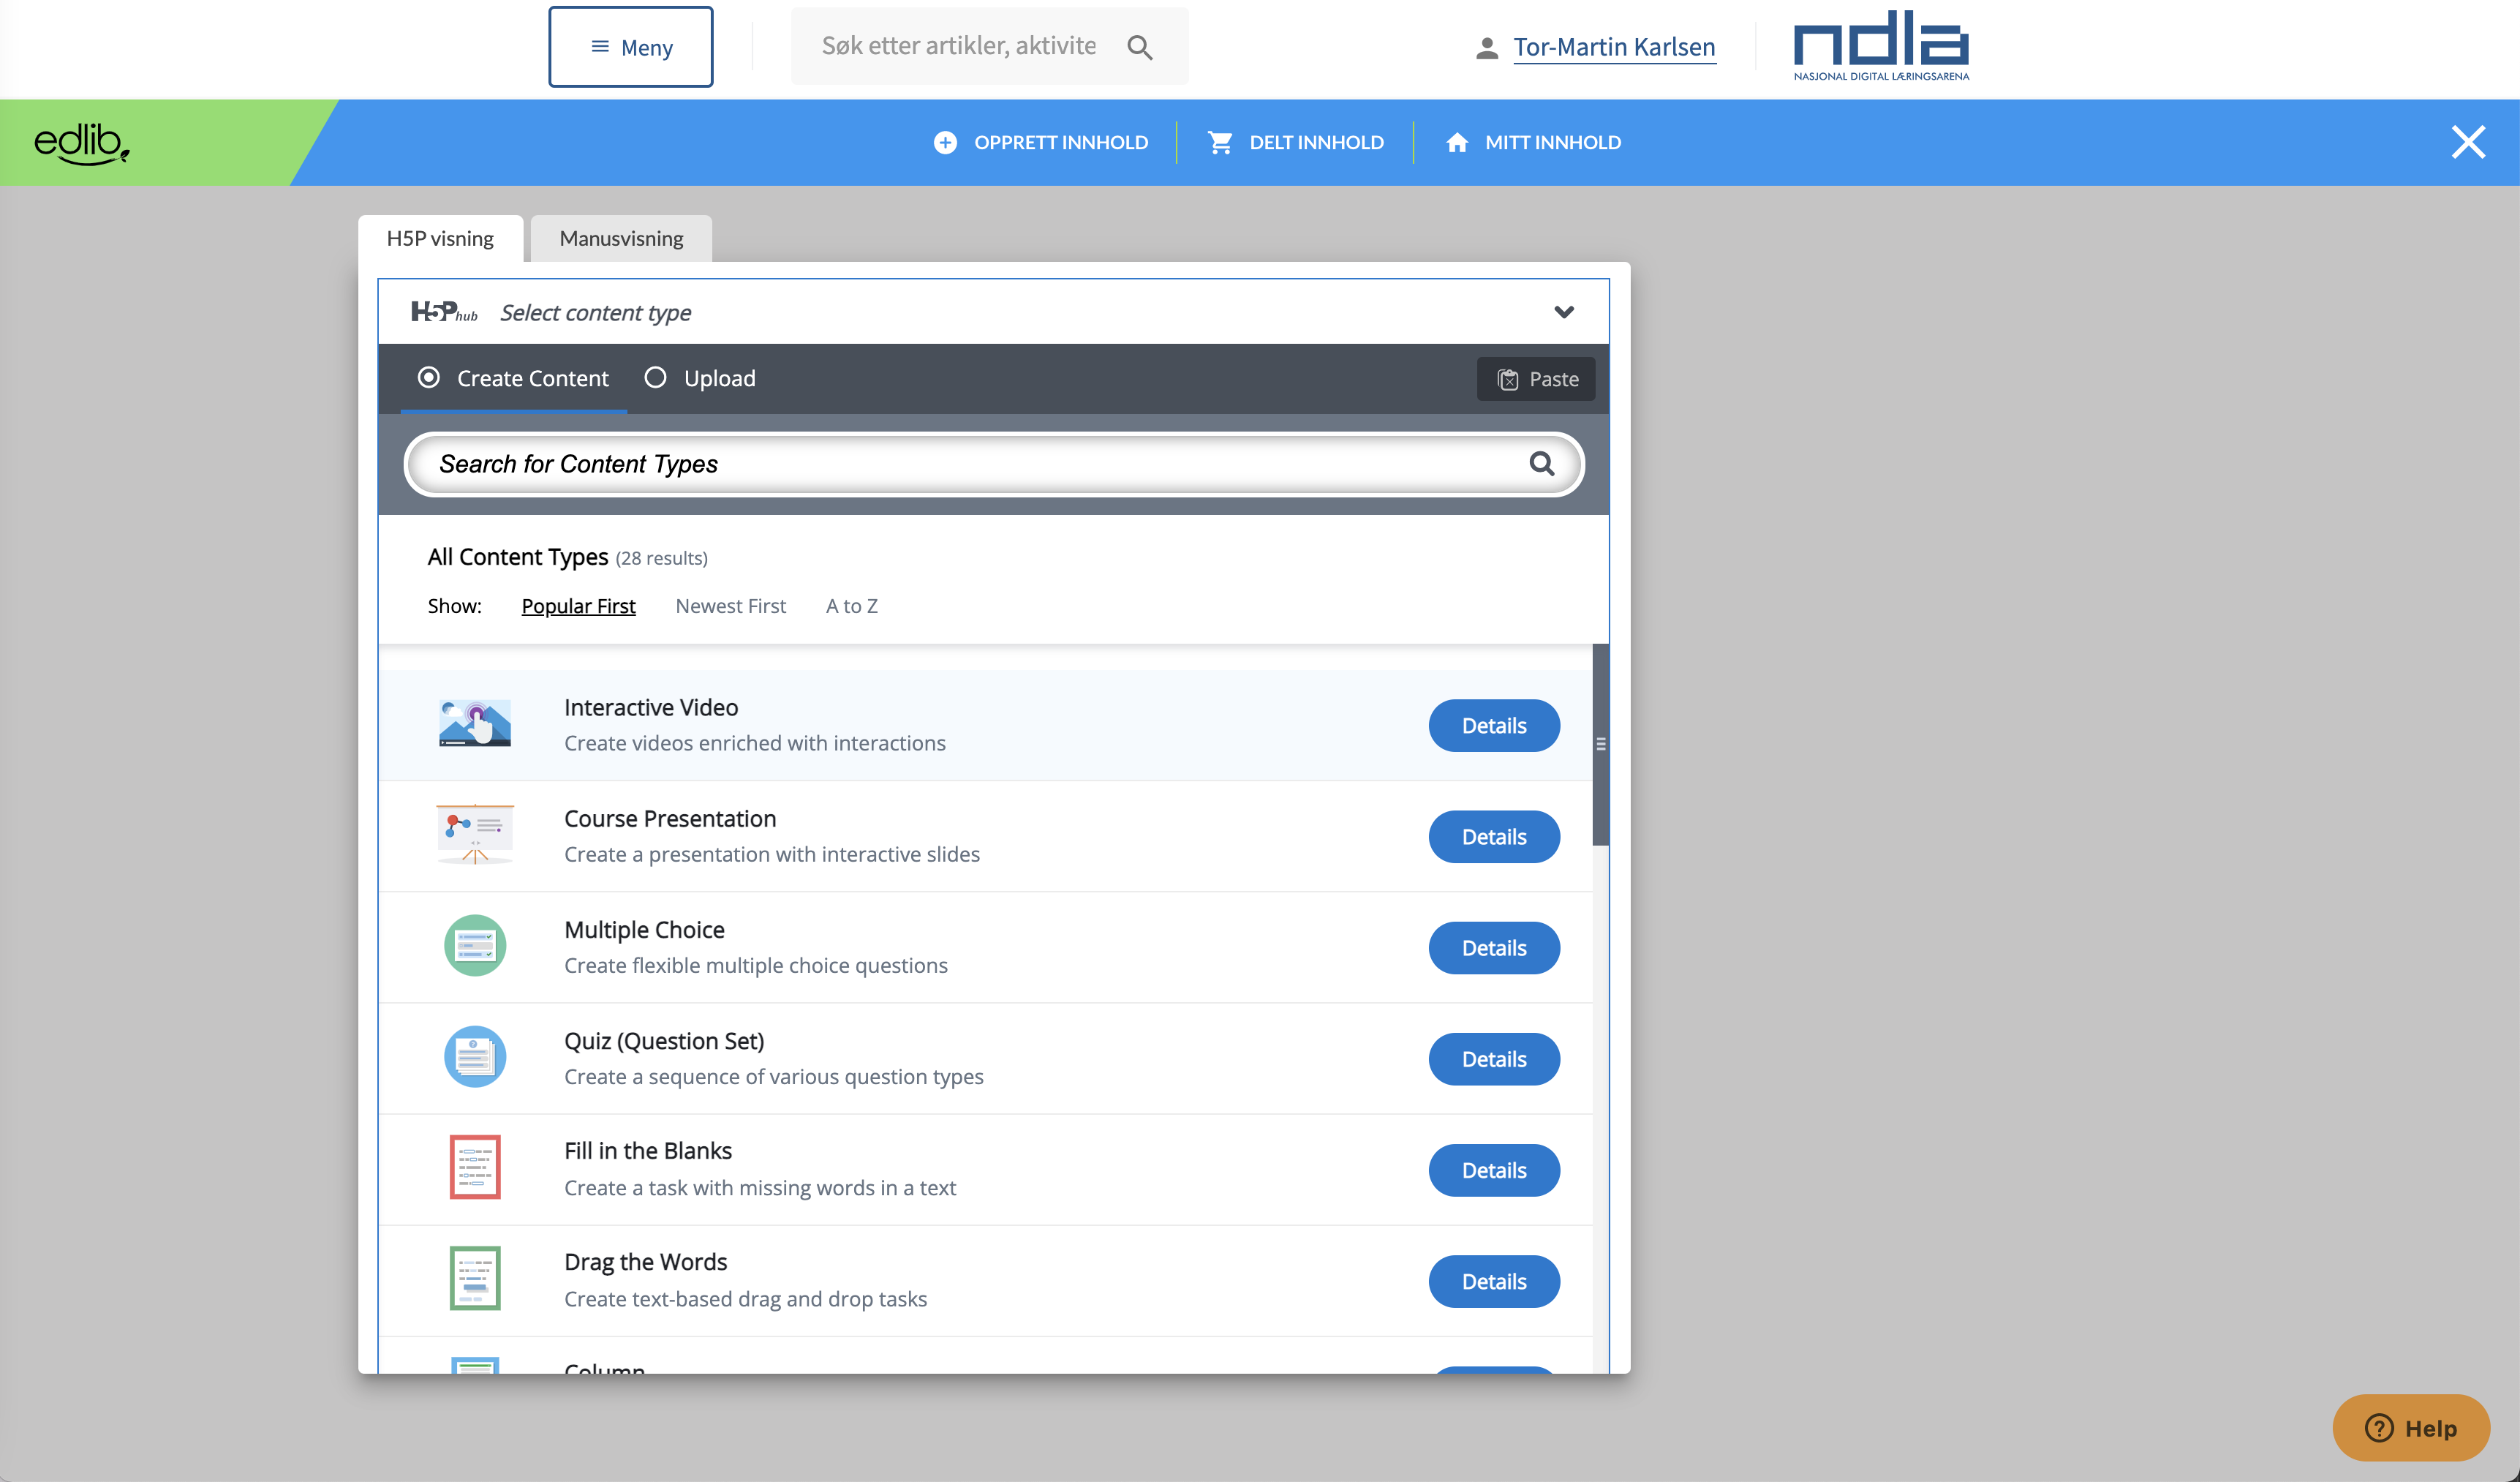 Meny
Søk etter artikler, aktivite
Tor-Martin Karlsen
ndla
NASJONAL DIGITAL LÆRINGSARENA
edlib
OPPRETT INNHOLD
DELT INNHOLD
MITT INNHOLD
H5P visning
Manusvisning
H5P hub Select content type
Create Content
Upload
Paste
Search for Content Types
All Content Types (28 results)
Show: Popular First Newest First A to Z
Interactive Video
Create videos enriched with interactions
Details
Course Presentation
Create a presentation with interactive slides
Details
Multiple Choice
Create flexible multiple choice questions
Details
Quiz (Question Set)
Create a sequence of various question types
Details
Fill in the Blanks
Create a task with missing words in a text
Details
Drag the Words
Create text-based drag and drop tasks
Details
Column
Help